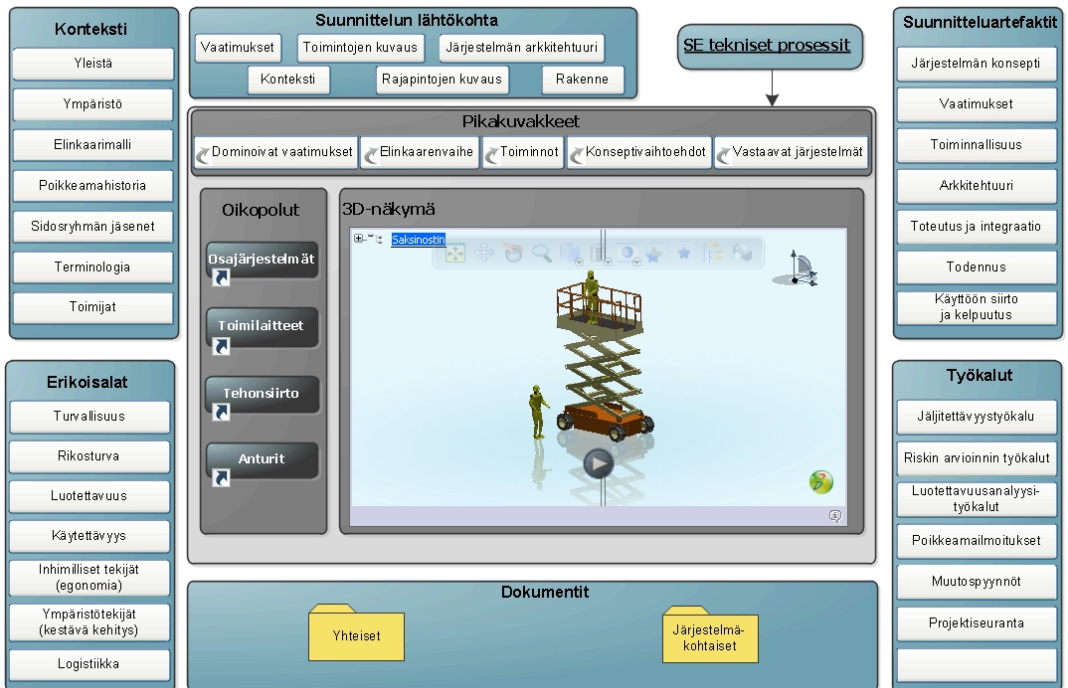 Konteksti
Yleistä
Ympäristö
Elinkaarimalli
Poikkeamahistoria
Sidosryhmän jäsenet
Terminologia
Toimijat
Erikoisalat
Turvallisuus
Rikosturva
Luotettavuus
Käytettävyys
Inhimilliset tekijät
(egonomia)
Ympäristötekijät
(kestävä kehitys)
Logistiikka
Suunnittelun lähtökohta
Vaatimukset
Toimintojen kuvaus
Järjestelmän arkkitehtuuri
Konteksti
Rajapintojen kuvaus
Rakenne
SE tekniset prosessit
Pikakuvakkeet
Dominoivat vaatimukset
Elinkaarenvaihe
Toiminnot
Konseptivaihtoehdot
Vastaavat järjestelmät
Oikopolut
Osajärjestelmät
Toimilaitteet
Tehonsiirto
Anturit
3D-näkymä
Saksinostin
Dokumentit
Yhteiset
Järjestelmä-
kohtaiset
Suunnitteluartefaktit
Järjestelmän konsepti
Vaatimukset
Toiminnallisuus
Arkkitehtuuri
Toteutus ja integraatio
Todennus
Käyttöön siirto
ja kelpuutus
Työkalut
Jäljitettävyystyökalu
Riskin arvioinnin työkalut
Luotettavuusanalyysi-
työkalut
Poikkeamailmoitukset
Muutospyynnöt
Projektiseuranta